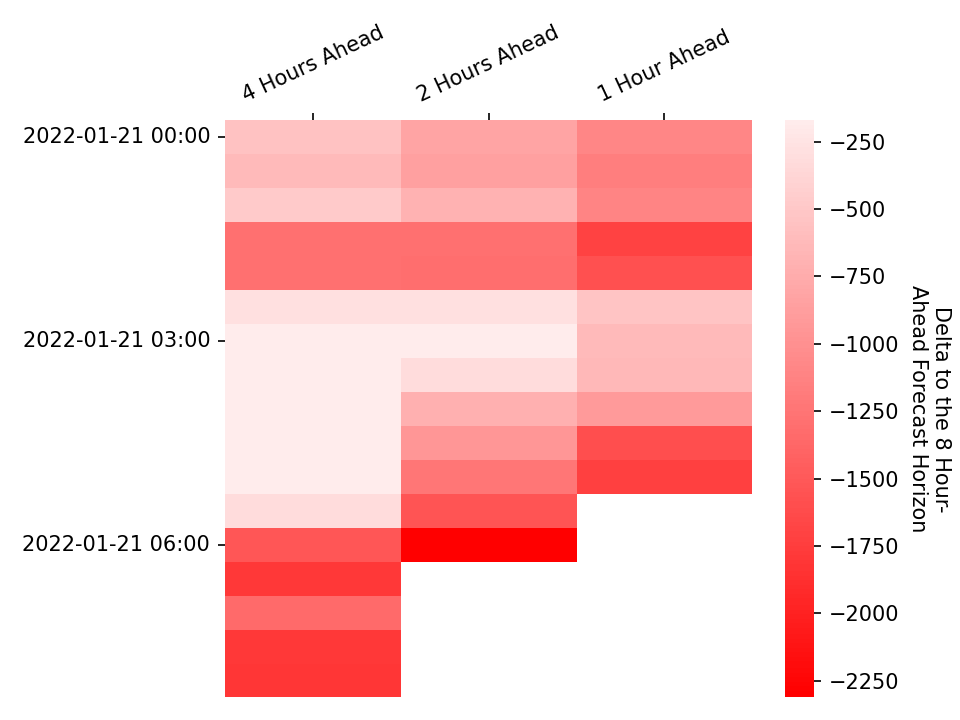 4 Hours Ahead
2 Hours Ahead
1 Hour Ahead
2022-01-21 00:00
2022-01-21 03:00
2022-01-21 06:00
−250
−500
−750
−1000
−1250
−1500
−1750
−2000
−2250
Delta to the 8 Hour-
Ahead Forecast Horizon